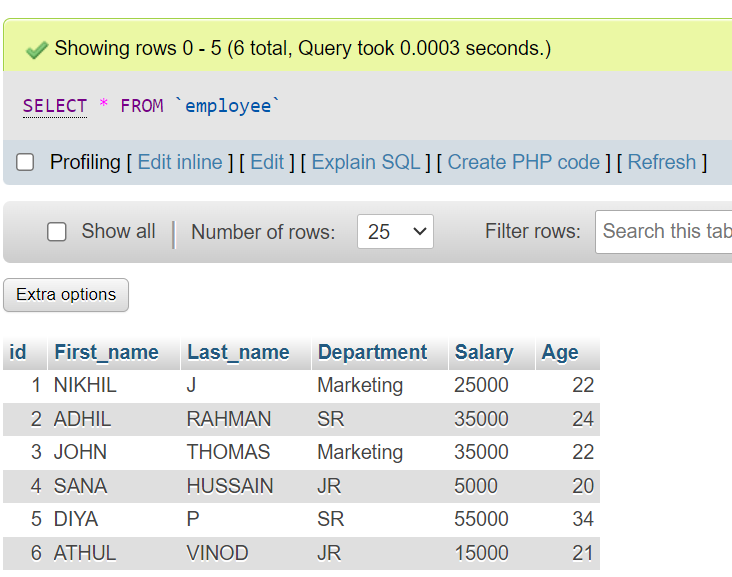 Showing rows 0 - 5 (6 total, Query took 0.0003 seconds.)
SELECT * FROM `employee`
Profiling [ Edit inline ] [ Edit ] [ Explain SQL ] [ Create PHP code ] [ Refresh ]
Show all | Number of rows: 25 Filter rows: Search this tab
Extra options
id First_name Last_name Department Salary Age
1 NIKHIL J Marketing 25000 22
2 ADHIL RAHMAN SR 35000 24
3 JOHN THOMAS Marketing 35000 22
4 SANA HUSSAIN JR 5000 20
5 DIYA P SR 55000 34
6 ATHUL VINOD JR 15000 21